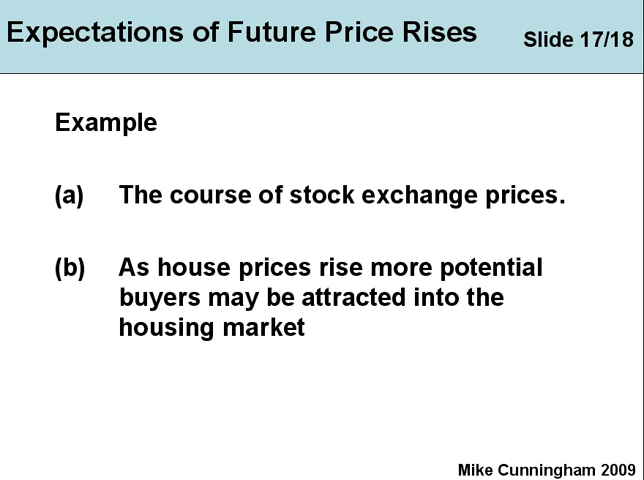 Expectations of Future Price Rises
Slide 17/18
Example
(a) The course of stock exchange prices.
(b) As house prices rise more potential
buyers may be attracted into the
housing market
Mike Cunningham 2009